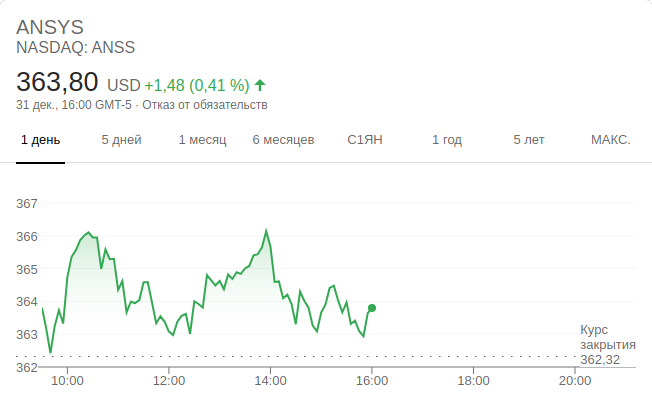 ANSYS
NASDAQ: ANSS
363,80 USD +1,48 (0,41 %)
31 дек., 16:00 GMT-5 · Отказ от обязательств
1 день 5 дней 1 месяц 6 месяцев С1ЯН 1 год 5 лет МАКС.
367
366
365
364
363
Курс
закрытия
362,32
362
10:00 12:00 14:00 16:00 18:00 20:00